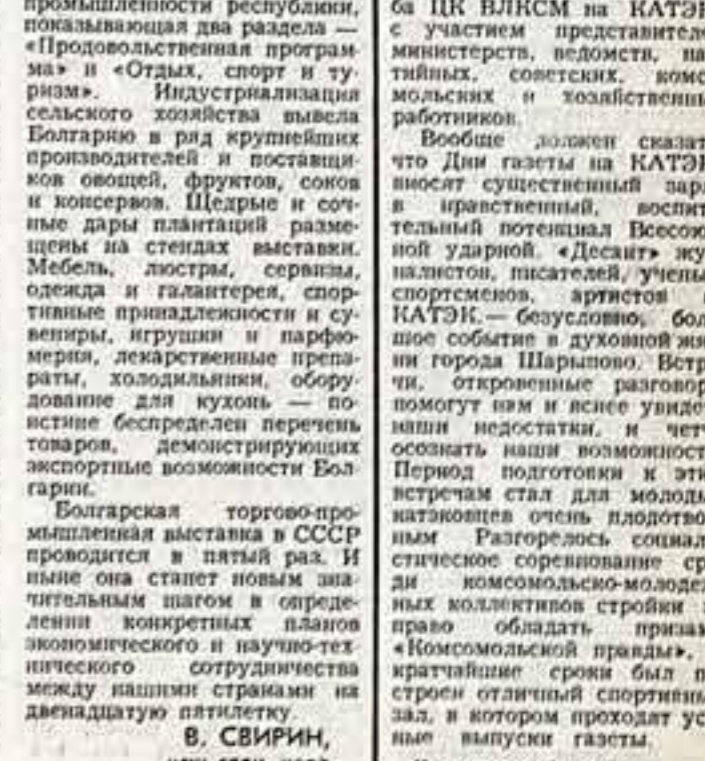 промышленности республики,
показывающая два раздела —
«Продовольственная програм-
ма» и «Отдых, спорт и ту-
ризм». Индустриализация
сельского хозяйства вывела
Болгарию в ряд крупнейших
производителей и поставщи-
ков овощей, фруктов, соков
и консервов. Щедрые и соч-
ные дары плантаций разме-
щены на стендах выставки.
Мебель, люстры, сервизы,
одежда и галантерея, спор-
тивные принадлежности и су-
вениры, игрушки и парфю-
мерия, лекарственные препа-
раты, холодильники, обору-
дование для кухонь — по-
истине беспределен перечень
товаров, демонстрирующих
экспортные возможности Бол-
гарии.
Болгарская торгово-про-
мышленная выставка в СССР
проводится в пятый раз. И
ныне она станет новым зна-
чительным шагом в опреде-
лении конкретных планов
экономического и научно-тех-
нического сотрудничества
между нашими странами на
двенадцатую пятилетку.
В. СВИРИН,
ба ЦК ВЛКСМ на КАТЭК
с участием представителе
министерств, ведомств, па
тийных, советских, комс
мольских и хозяйственны
работников.
Вообще должен сказат
что Дни газеты на КАТЭК
вносят существенный заря
в нравственный, воспит
тельный потенциал Всесою
ной ударной. «Десант» жу
налистов, писателей, учены
спортсменов, артистов
КАТЭК — безусловно, бол
шое событие в духовной жи
ни города Шарыпово. Встр
чи, откровенные разговор
помогут нам и яснее увиде
наши недостатки, и четч
осознать наши возможност
Период подготовки к эти
встречам стал для молоды
катэковцев очень плодотво
ным Разгорелось социал
стическое соревнование ср
ди комсомольско-молодеж
ных коллективов стройки
право обладать призам
«Комсомольской правды»,
кратчайшие сроки был п
строен отличный спортивны
зал, в котором проходят ус
ные выпуски газеты.